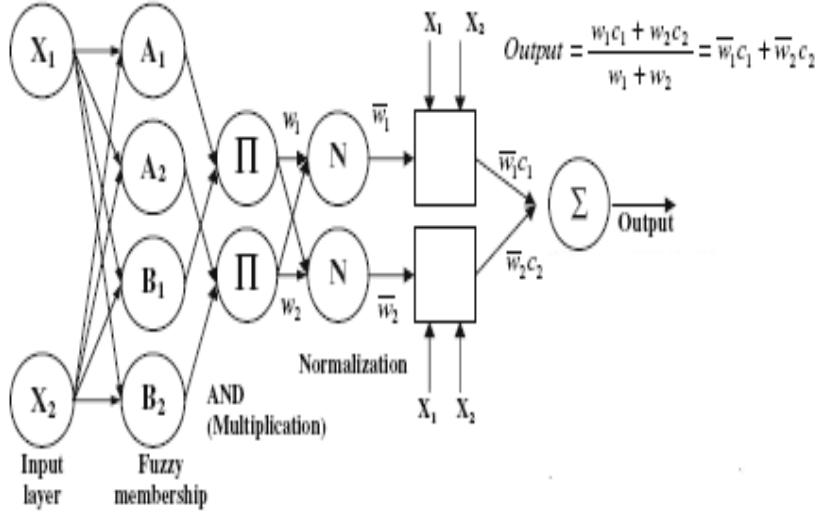 X₁
A₁
A₂
B₁
B₂
X₂
Input
layer
Fuzzy
membership
∏
∏
AND
(Multiplication)
w₁
w₂
N
N
Normalization
w̅₁
w̅₂
X₁ X₂
X₁ X₂
w̅₁c₁
w̅₂c₂
Σ
Output
Output = (w₁c₁ + w₂c₂) / (w₁ + w₂) = w̅₁c₁ + w̅₂c₂